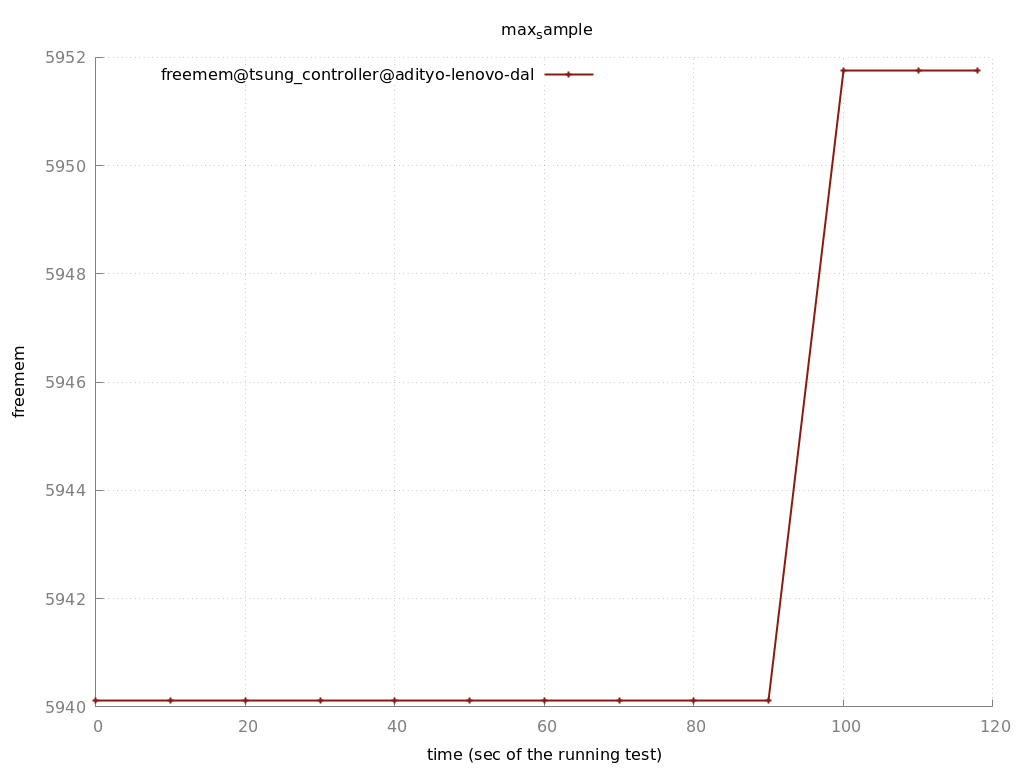 max_sample
freemem@tsung_controller@adityo-lenovo-dal
5952
5950
5948
5946
5944
5942
5940
freemem
0 20 40 60 80 100 120
time (sec of the running test)